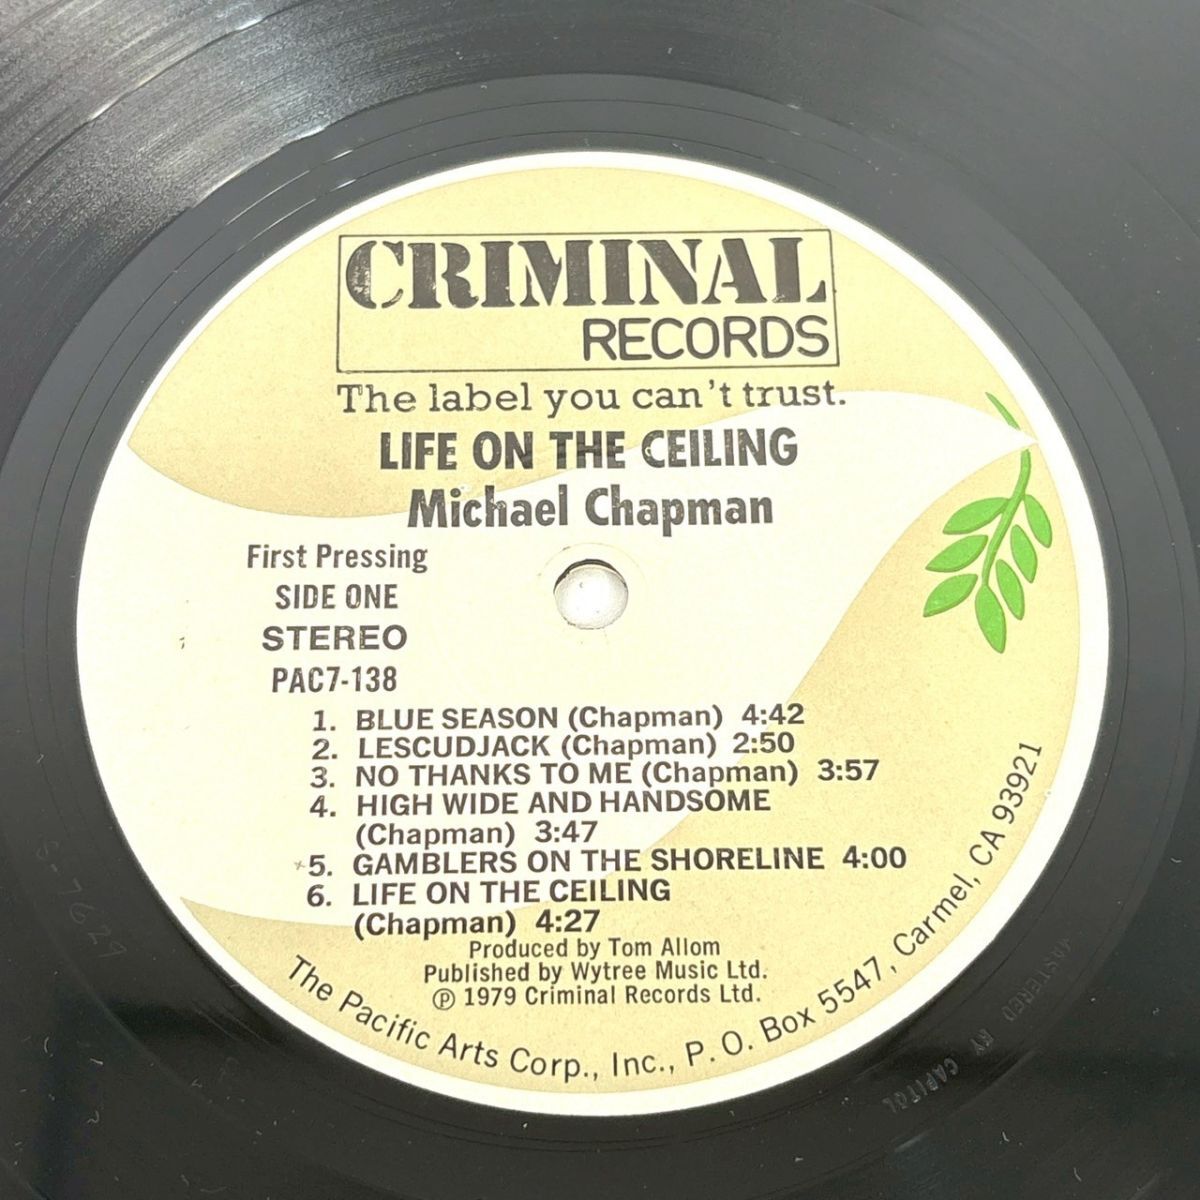 CRIMINAL
RECORDS
The label you can't trust.
LIFE ON THE CEILING
Michael Chapman
First Pressing
SIDE ONE
STEREO
PAC7-138
1. BLUE SEASON (Chapman) 4:42
2. LESCUDJACK (Chapman) 2:50
3. NO THANKS TO ME (Chapman) 3:57
4. HIGH WIDE AND HANDSOME
(Chapman) 3:47
5. GAMBLERS ON THE SHORELINE 4:00
6. LIFE ON THE CEILING
(Chapman) 4:27
Produced by Tom Allom
Published by Wytree Music Ltd.
℗ 1979 Criminal Records Ltd.
The Pacific Arts Corp., Inc., P. O. Box 5547, Carmel, CA 93921
MASTERED BY CAPITOL
S-7629